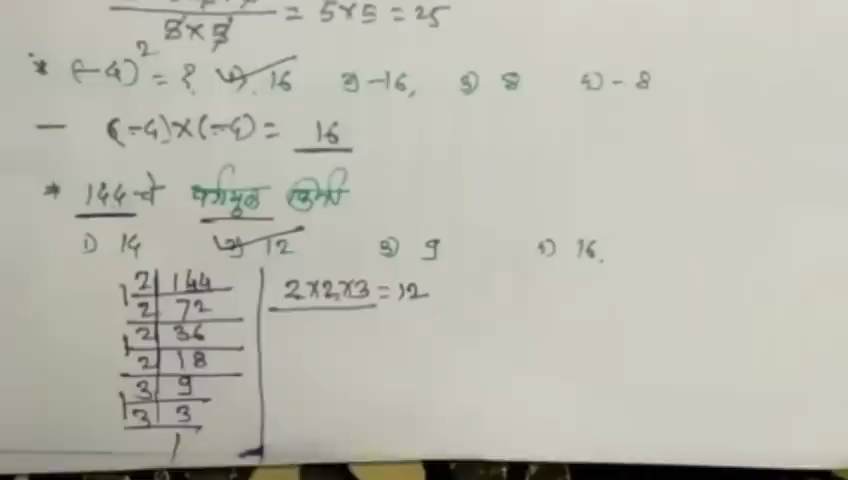 8 × 9 = 5×5 = 25
* (-4)² = ? 16 2) -16, 3) 8 4) - 8
— (-4)×(-4) = 16
* 144 चे वर्गमूळ किती
1) 14 2) 12 3) 9 4) 16.
2 144 2×2×3 = 12
2 72
2 36
2 18
3 9
3 3
1